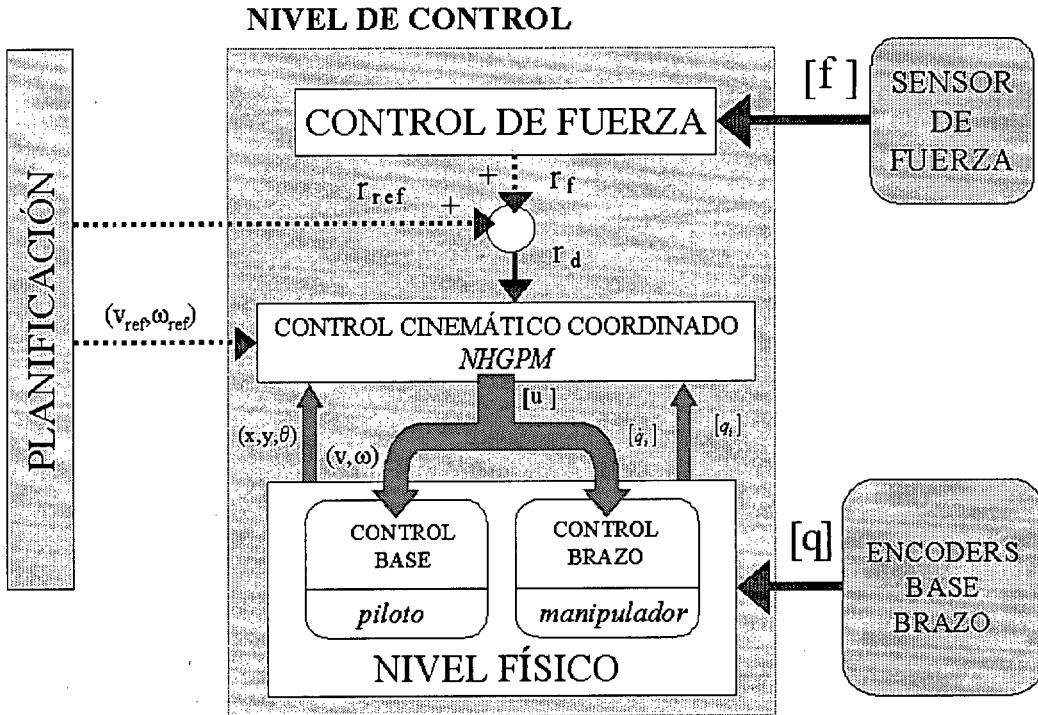 NIVEL DE CONTROL
PLANIFICACIÓN
CONTROL DE FUERZA
[f]
SENSOR
DE
FUERZA
+
r_f
r_ref
+
r_d
(v_ref,ω_ref)
CONTROL CINEMÁTICO COORDINADO
NHGPM
[u]
(x,y,θ)
(v,ω)
[q̇_i]
[q_i]
CONTROL
BASE
piloto
CONTROL
BRAZO
manipulador
NIVEL FÍSICO
[q]
ENCODERS
BASE
BRAZO